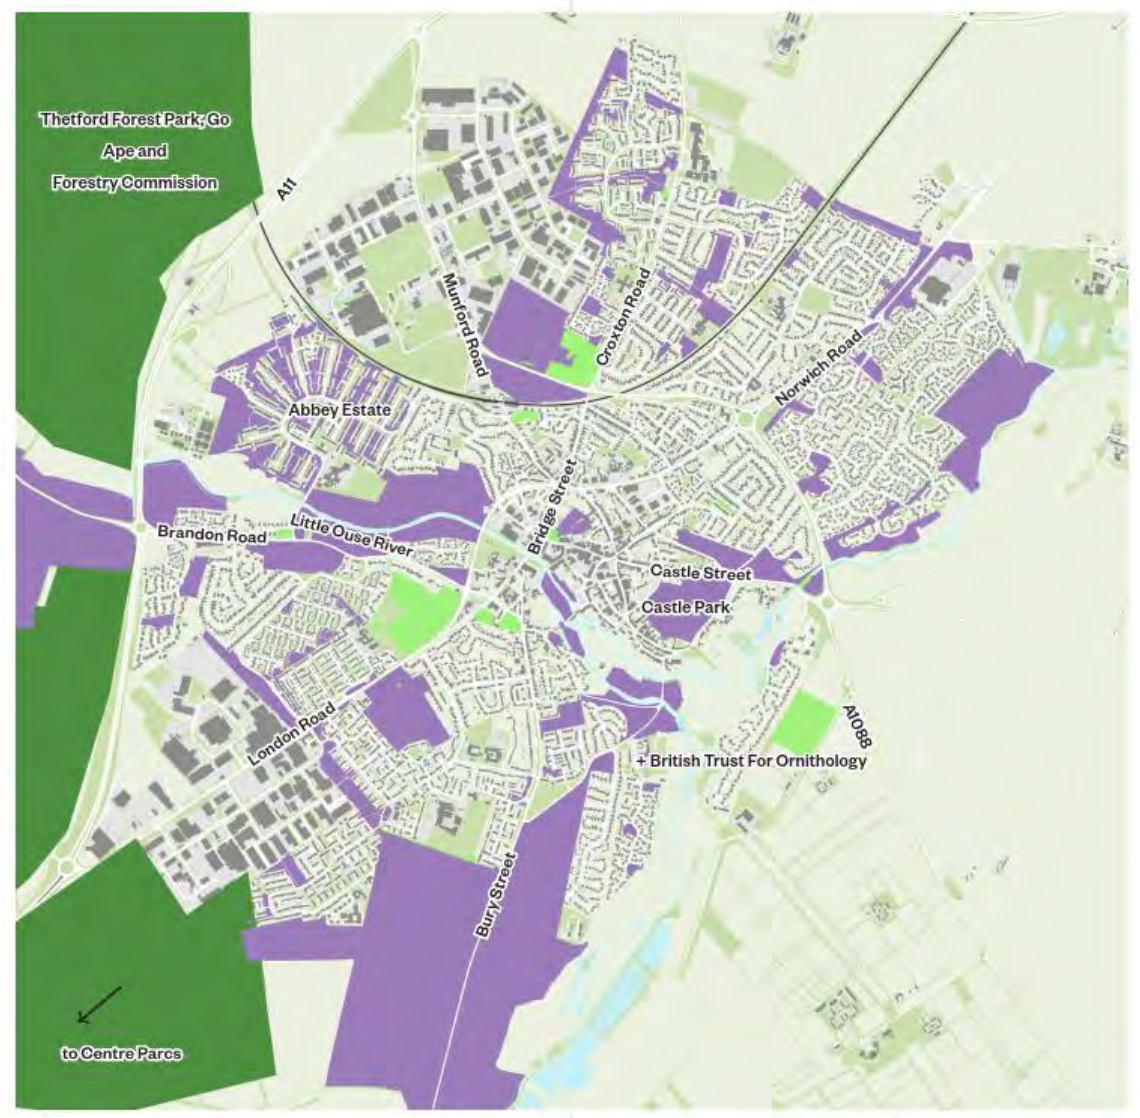 Thetford Forest Park; Go
Ape and
Forestry Commission
A11
Munford Road
Croxton Road
Norwich Road
Abbey Estate
Bridge Street
Brandon Road
Little Ouse River
Castle Street
Castle Park
London Road
A1088
+ British Trust For Ornithology
Bury Street
to Centre Parcs